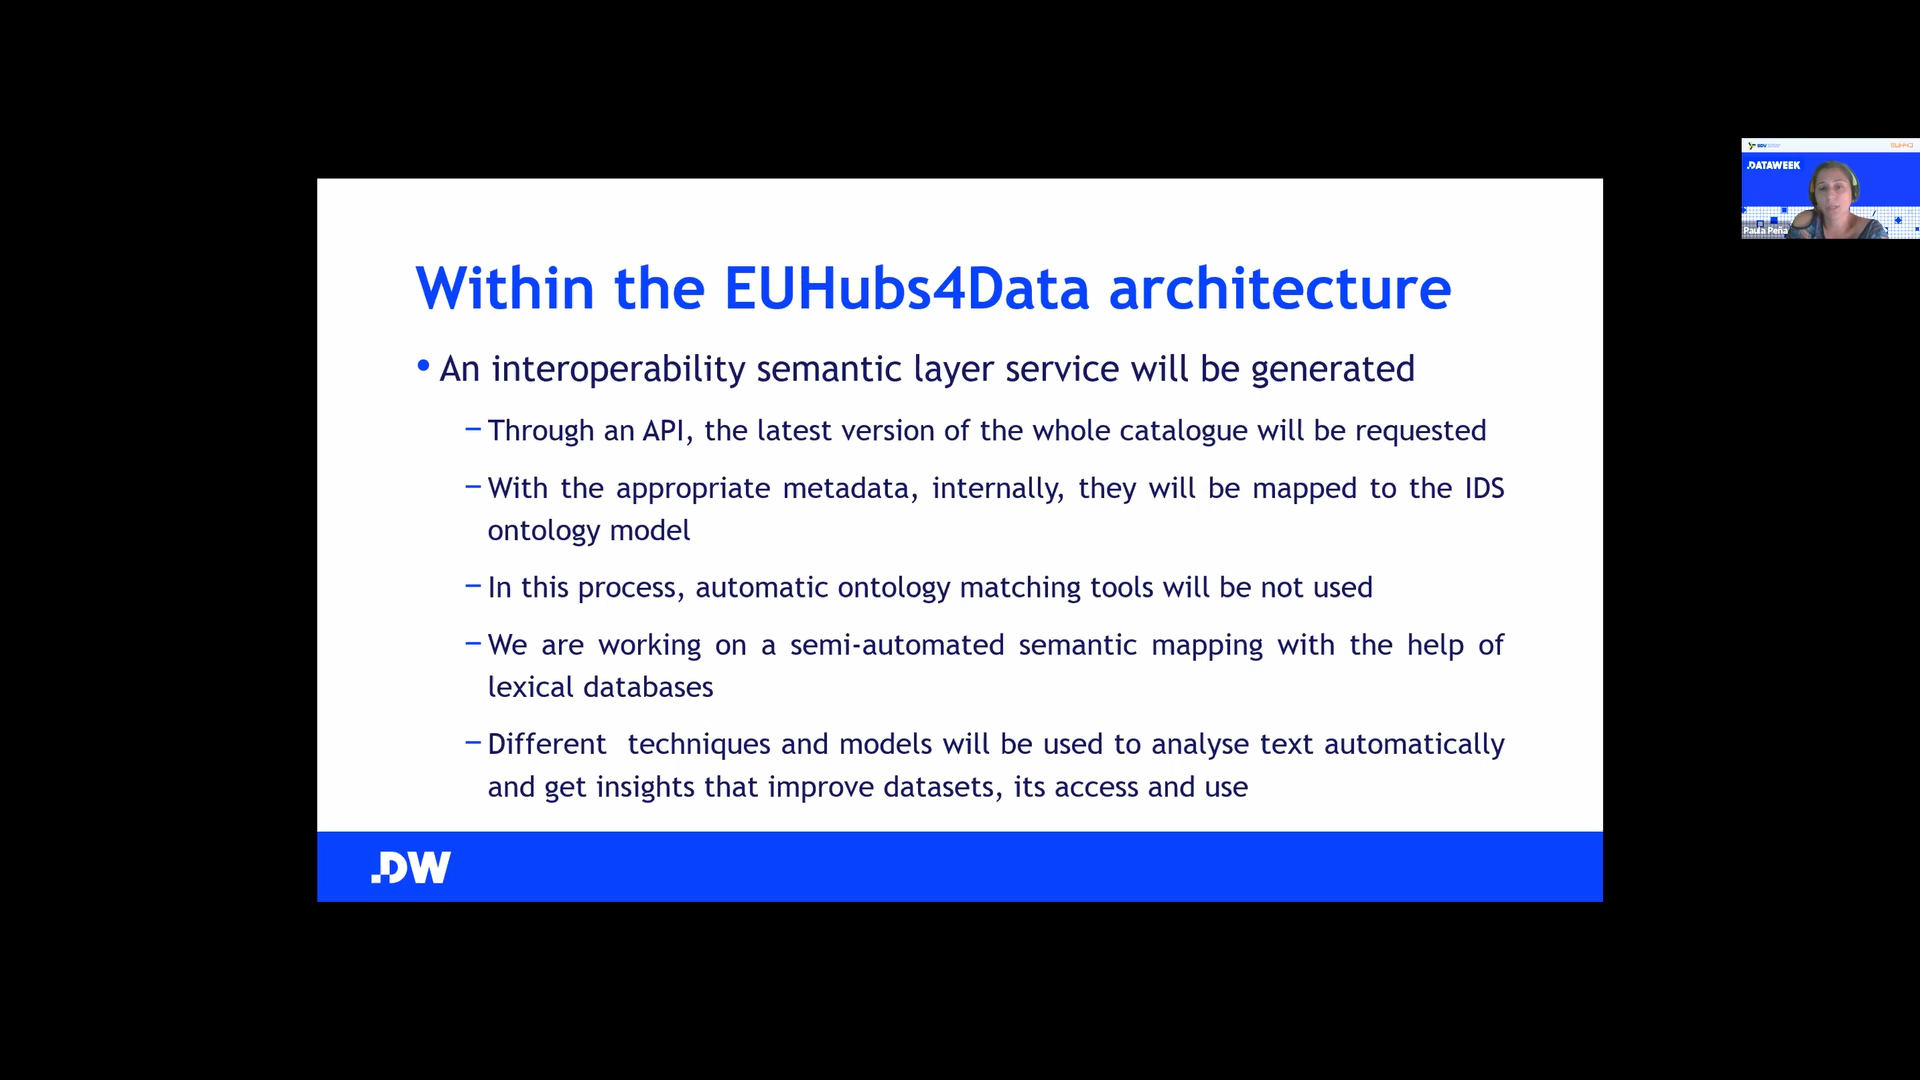 Within the EUHubs4Data architecture
• An interoperability semantic layer service will be generated
– Through an API, the latest version of the whole catalogue will be requested
– With the appropriate metadata, internally, they will be mapped to the IDS
ontology model
– In this process, automatic ontology matching tools will be not used
– We are working on a semi-automated semantic mapping with the help of
lexical databases
– Different  techniques and models will be used to analyse text automatically
and get insights that improve datasets, its access and use
.DW
.DATAWEEK
Paula Peña